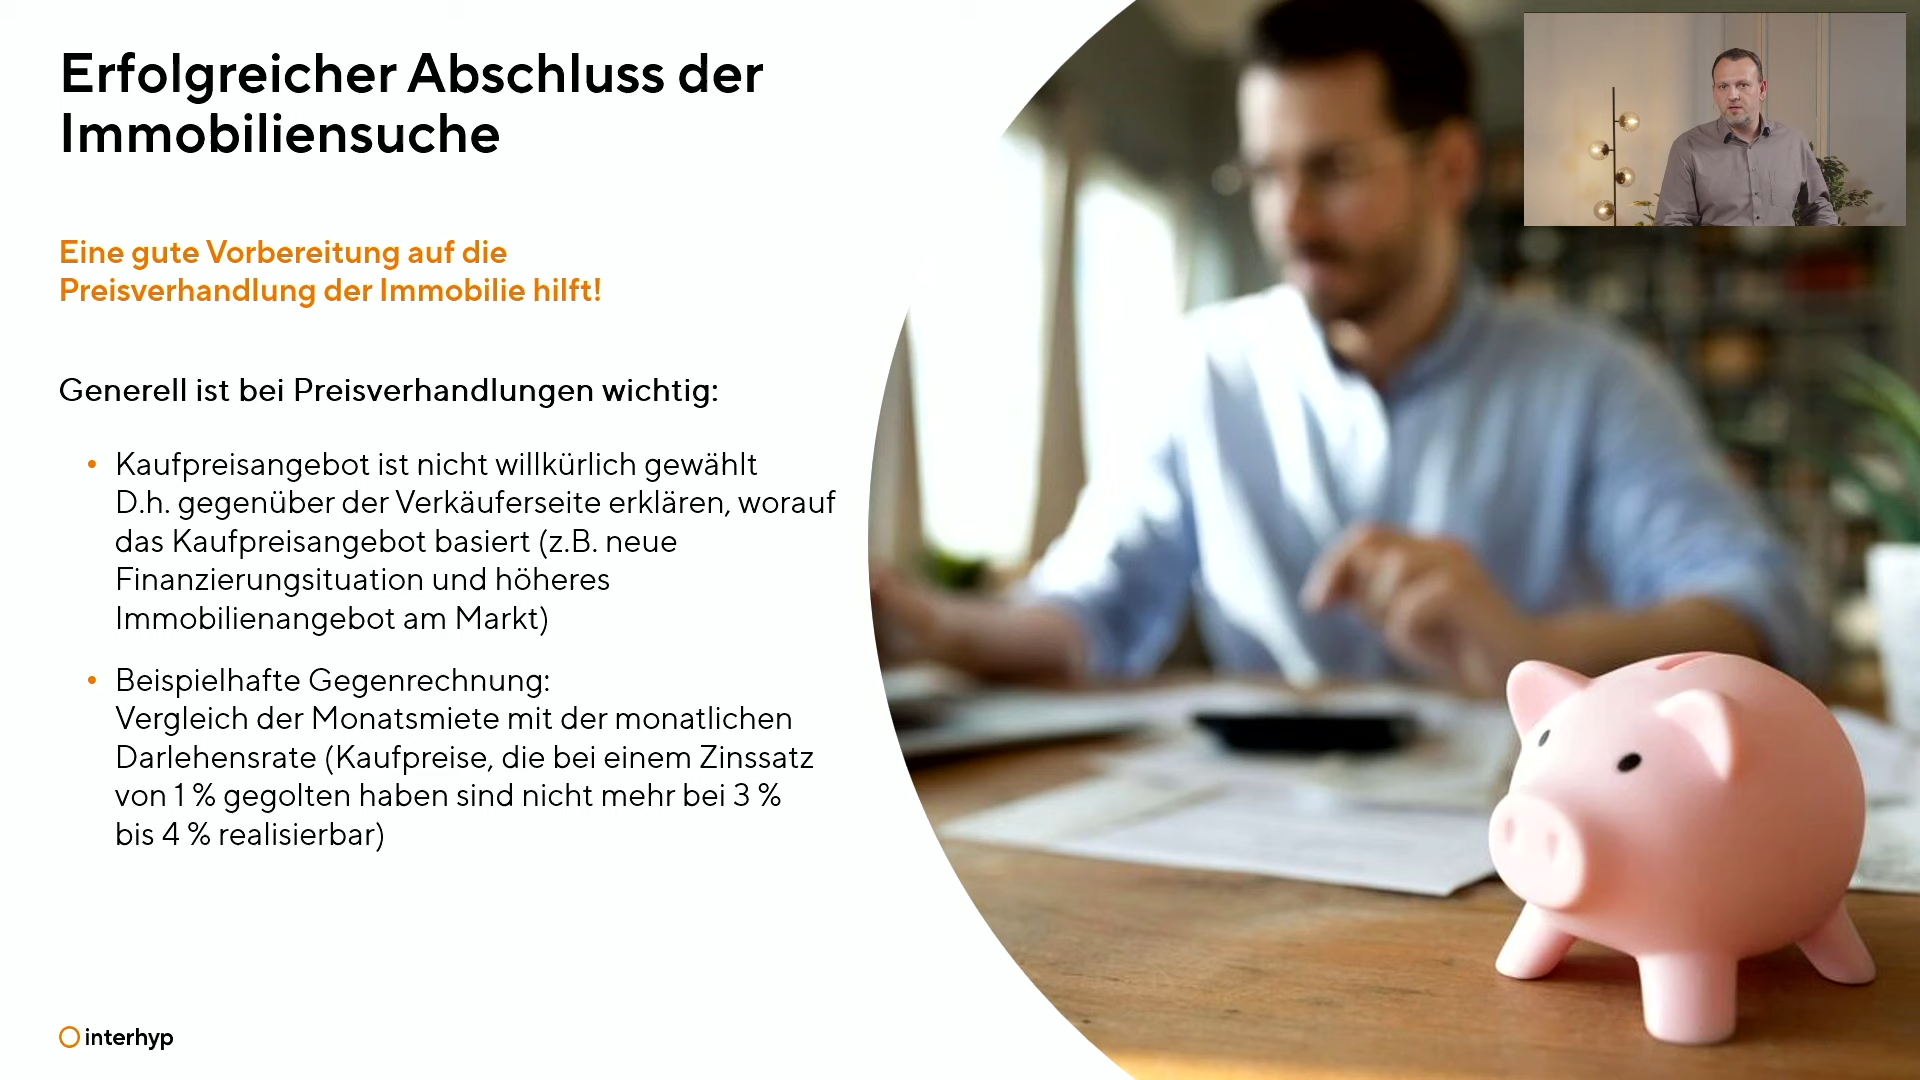 Erfolgreicher Abschluss der
Immobiliensuche
Eine gute Vorbereitung auf die
Preisverhandlung der Immobilie hilft!
Generell ist bei Preisverhandlungen wichtig:
• Kaufpreisangebot ist nicht willkürlich gewählt
D.h. gegenüber der Verkäuferseite erklären, worauf
das Kaufpreisangebot basiert (z.B. neue
Finanzierungsituation und höheres
Immobilienangebot am Markt)
• Beispielhafte Gegenrechnung:
Vergleich der Monatsmiete mit der monatlichen
Darlehensrate (Kaufpreise, die bei einem Zinssatz
von 1 % gegolten haben sind nicht mehr bei 3 %
bis 4 % realisierbar)
interhyp